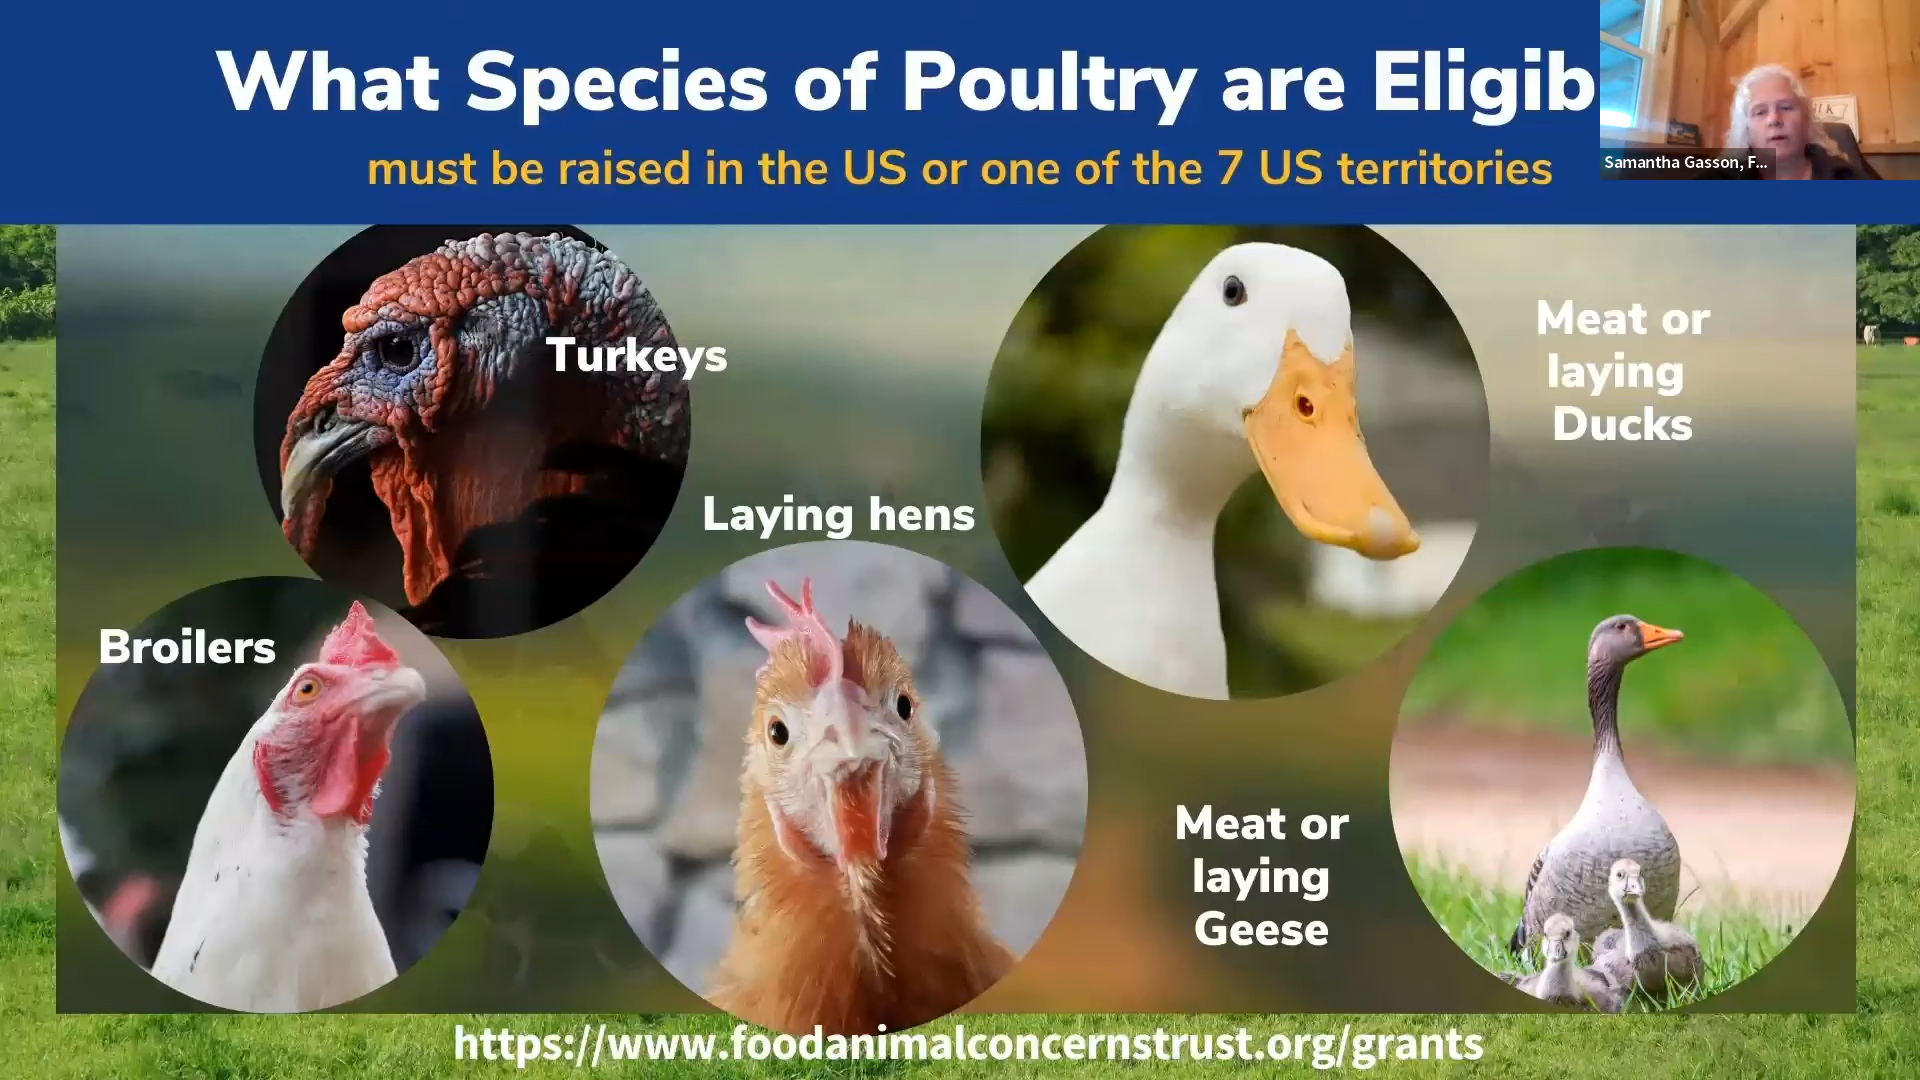 What Species of Poultry are Eligib
must be raised in the US or one of the 7 US territories
Samantha Gasson, F...
Turkeys
Meat or
laying
Ducks
Laying hens
Broilers
Meat or
laying
Geese
https://www.foodanimalconcernstrust.org/grants